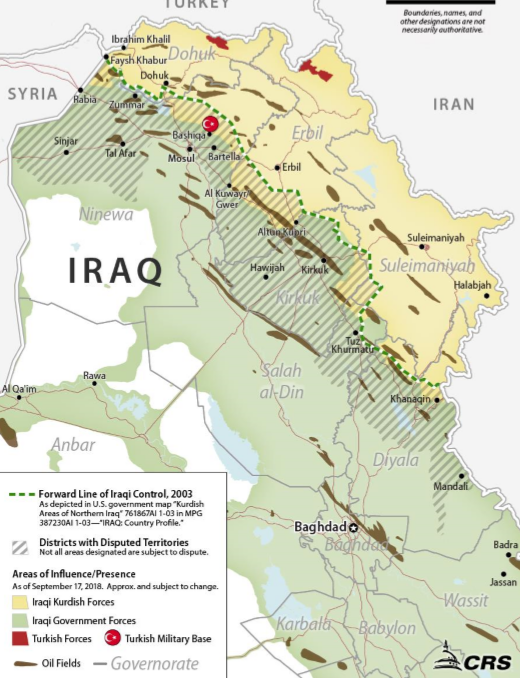 TURKEY
Boundaries, names, and
other designations are not
necessarily authoritative.
Ibrahim Khalil
Dohuk
Faysh Khabur
Dohuk
SYRIA
Rabia
Zummar
IRAN
Erbil
Bashiqa
Sinjar
Tal Afar
Mosul
Bartella
Erbil
Al Kuwayr
Gwer
Ninewa
Altun Kupri
Suleimaniyah
IRAQ
Hawijah
Kirkuk
Suleimaniyah
Halabjah
Kirkuk
Tuz
Khurmatu
Salah
al-Din
Rawa
Al Qa'im
Khanaqin
Anbar
Diyala
Mandali
Baghdad
Baghdad
Badra
Jassan
Wasit
Karbala
Babylon
Forward Line of Iraqi Control, 2003
As depicted in U.S. government map "Kurdish
Areas of Northern Iraq" 761867AI 1-03 in MPG
387230AI 1-03—"IRAQ: Country Profile."
Districts with Disputed Territories
Not all areas designated are subject to dispute.
Areas of Influence/Presence
As of September 17, 2018. Approx. and subject to change.
Iraqi Kurdish Forces
Iraqi Government Forces
Turkish Forces
Turkish Military Base
Oil Fields
Governorate
CRS